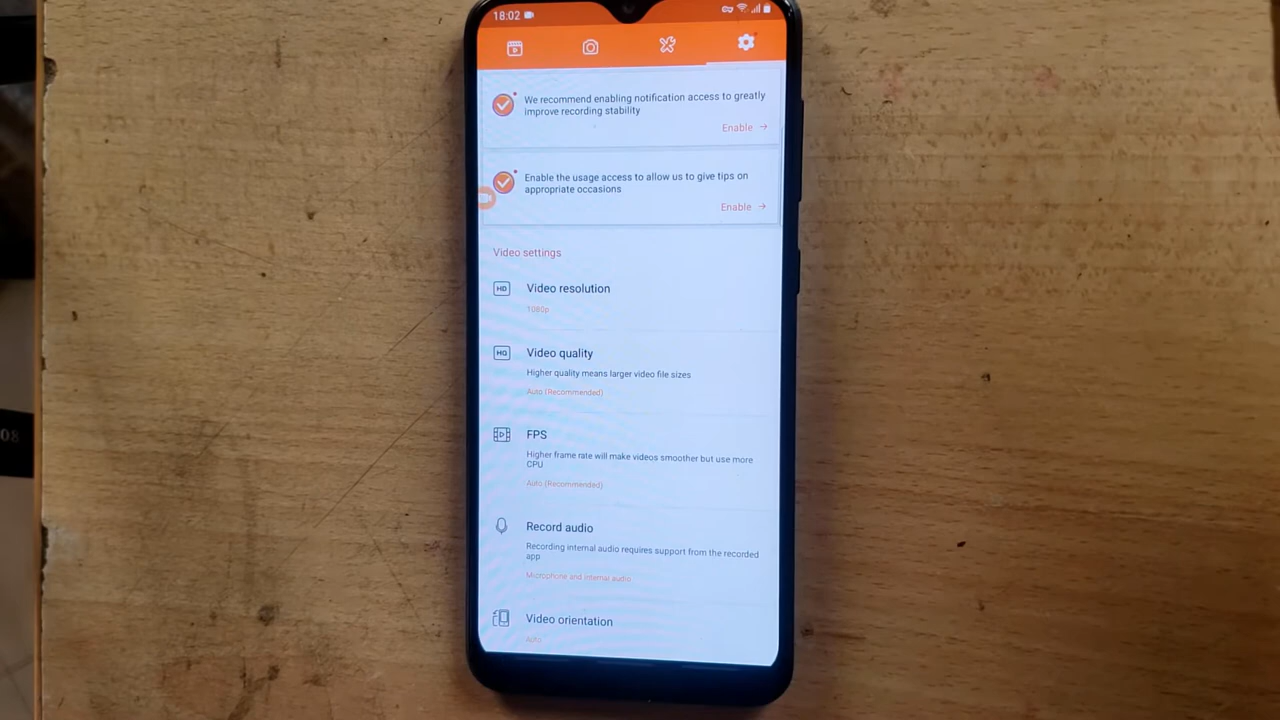 18:02
We recommend enabling notification access to greatly
improve recording stability
Enable →
Enable the usage access to allow us to give tips on
appropriate occasions
Enable →
Video settings
HD
Video resolution
1080p
HQ
Video quality
Higher quality means larger video file sizes
Auto (Recommended)
FPS
Higher frame rate will make videos smoother but use more
CPU
Auto (Recommended)
Record audio
Recording internal audio requires support from the recorded
app
Microphone and internal audio
Video orientation
Auto
08